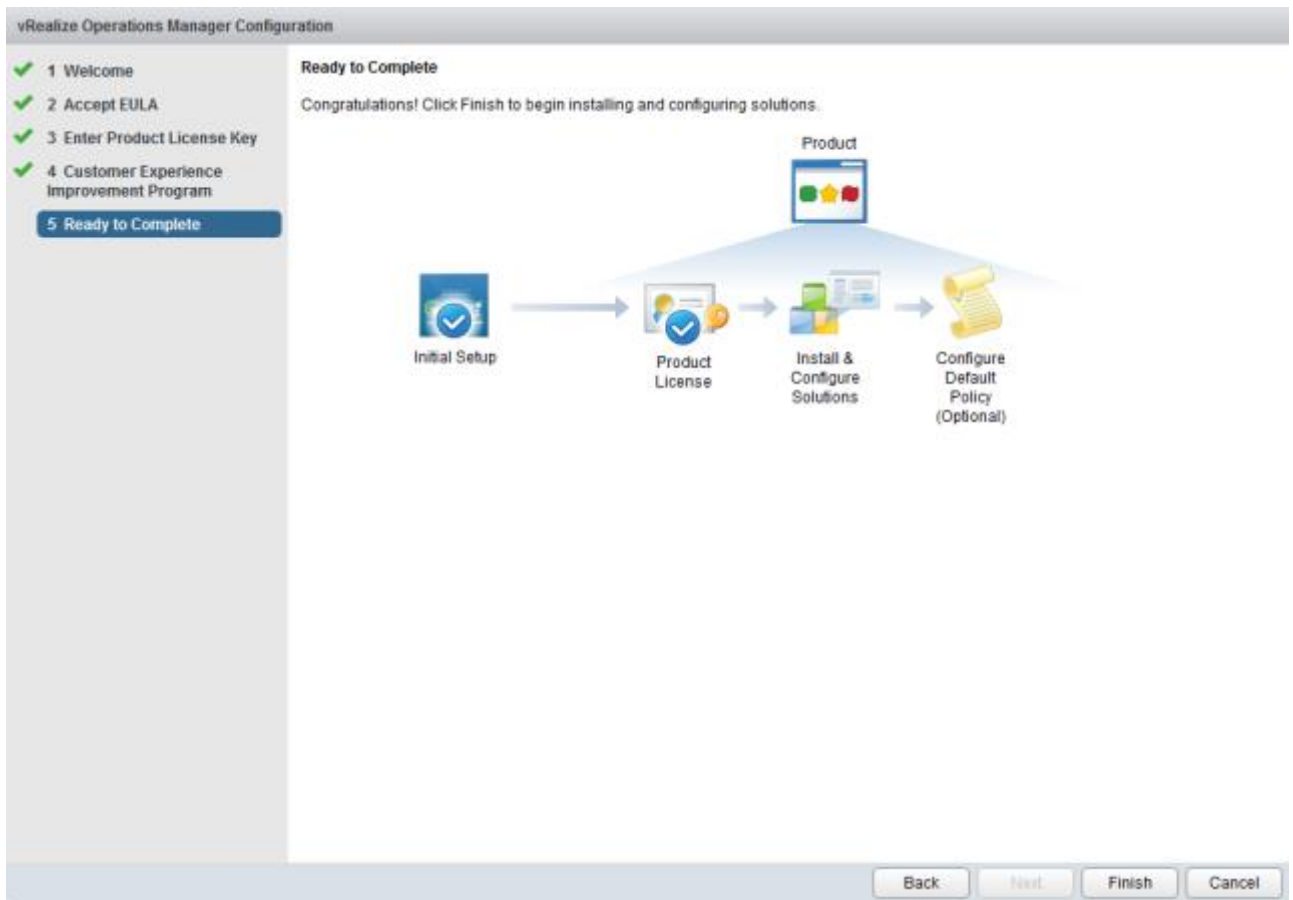 vRealize Operations Manager Configuration
1 Welcome
2 Accept EULA
3 Enter Product License Key
4 Customer Experience
Improvement Program
5 Ready to Complete
Ready to Complete
Congratulations! Click Finish to begin installing and configuring solutions.
Product
Initial Setup
Product
License
Install &
Configure
Solutions
Configure
Default
Policy
(Optional)
Back
Next
Finish
Cancel